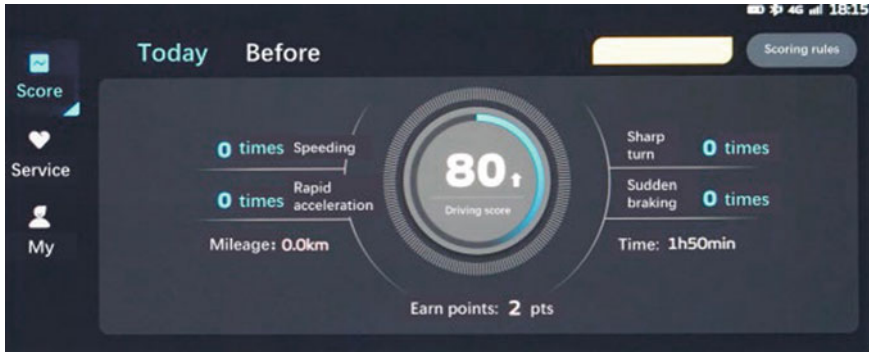 4G 18:15
Score
Service
My
Today Before
Scoring rules
0 times Speeding
0 times Rapid acceleration
Mileage: 0.0km
80
Driving score
Sharp turn 0 times
Sudden braking 0 times
Time: 1h50min
Earn points: 2 pts